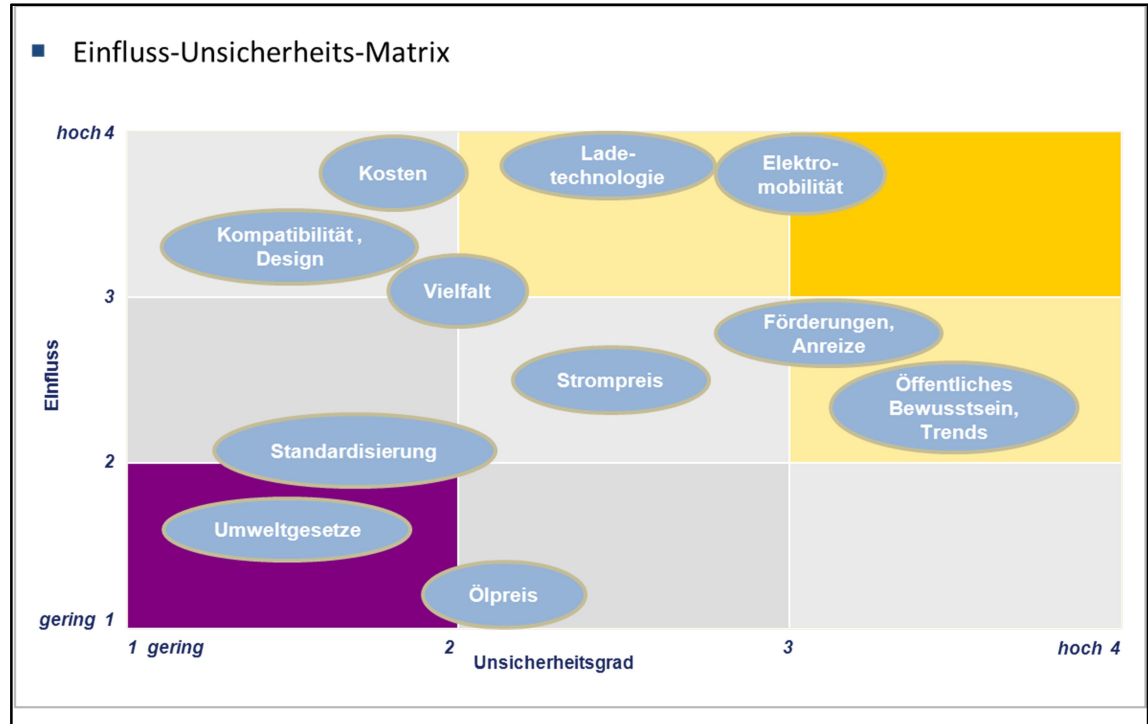 Einfluss-Unsicherheits-Matrix
hoch 4
Kosten
Lade-
technologie
Elektro-
mobilität
Kompatibilität ,
Design
Vielfalt
3
Förderungen,
Anreize
Strompreis
Öffentliches
Bewusstsein,
Trends
EInfluss
Standardisierung
2
Umweltgesetze
Ölpreis
gering 1
1 gering
2
3
hoch 4
Unsicherheitsgrad